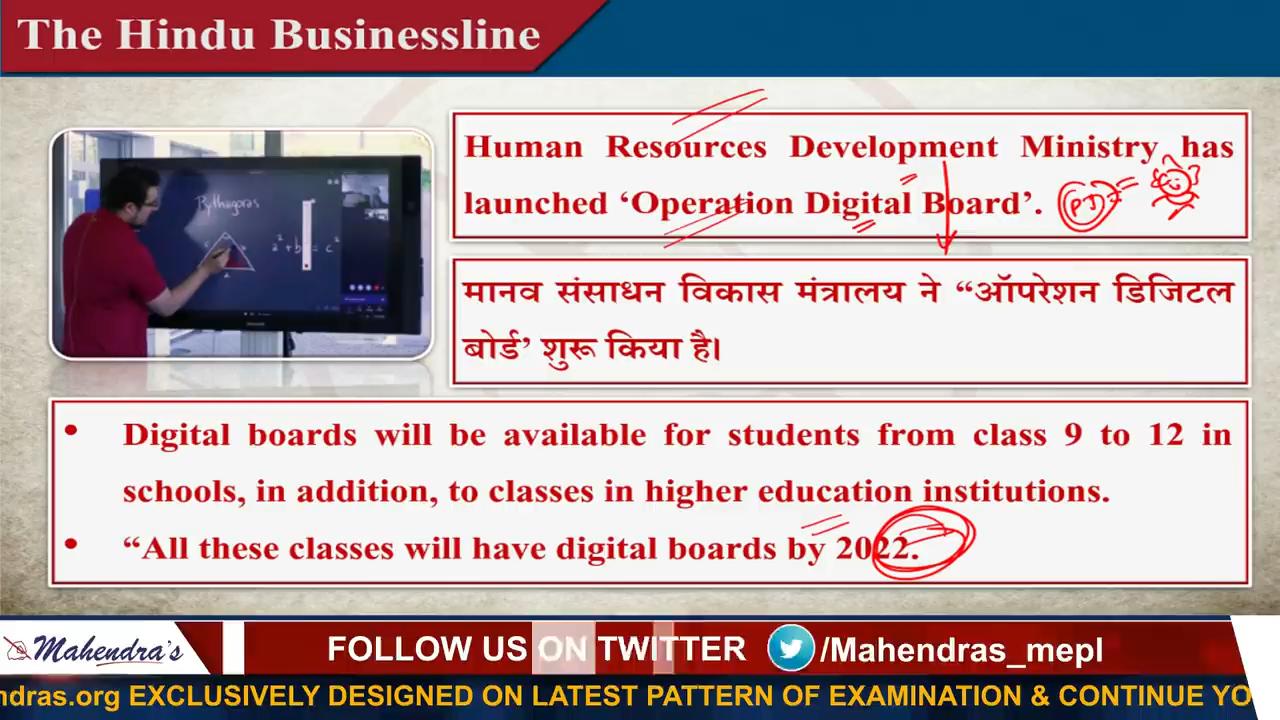 The Hindu Businessline
Human Resources Development Ministry has
launched ‘Operation Digital Board’.
Pythagoras
मानव संसाधन विकास मंत्रालय ने “ऑपरेशन डिजिटल
बोर्ड’ शुरू किया है।
Digital boards will be available for students from class 9 to 12 in
schools, in addition, to classes in higher education institutions.
“All these classes will have digital boards by 2022.
Mahendra's
FOLLOW US ON TWITTER /Mahendras_mepl
ndras.org EXCLUSIVELY DESIGNED ON LATEST PATTERN OF EXAMINATION & CONTINUE YO